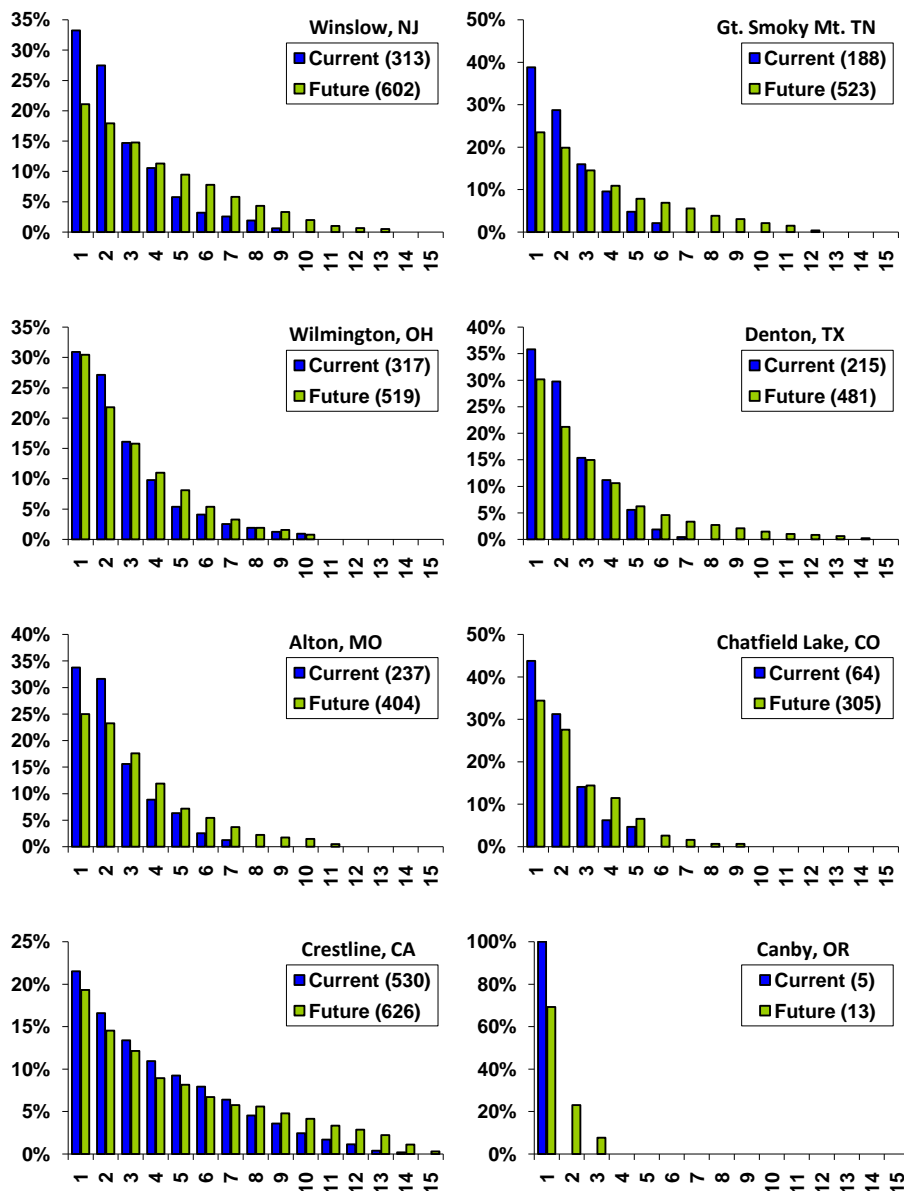 Winslow, NJ
Current (313)
Future (602)
35%
30%
25%
20%
15%
10%
5%
0%
1 2 3 4 5 6 7 8 9 10 11 12 13 14 15
Gt. Smoky Mt. TN
Current (188)
Future (523)
50%
40%
30%
20%
10%
0%
1 2 3 4 5 6 7 8 9 10 11 12 13 14 15
Wilmington, OH
Current (317)
Future (519)
35%
30%
25%
20%
15%
10%
5%
0%
1 2 3 4 5 6 7 8 9 10 11 12 13 14 15
Denton, TX
Current (215)
Future (481)
40%
35%
30%
25%
20%
15%
10%
5%
0%
1 2 3 4 5 6 7 8 9 10 11 12 13 14 15
Alton, MO
Current (237)
Future (404)
40%
35%
30%
25%
20%
15%
10%
5%
0%
1 2 3 4 5 6 7 8 9 10 11 12 13 14 15
Chatfield Lake, CO
Current (64)
Future (305)
50%
40%
30%
20%
10%
0%
1 2 3 4 5 6 7 8 9 10 11 12 13 14 15
Crestline, CA
Current (530)
Future (626)
25%
20%
15%
10%
5%
0%
1 2 3 4 5 6 7 8 9 10 11 12 13 14 15
Canby, OR
Current (5)
Future (13)
100%
80%
60%
40%
20%
0%
1 2 3 4 5 6 7 8 9 10 11 12 13 14 15